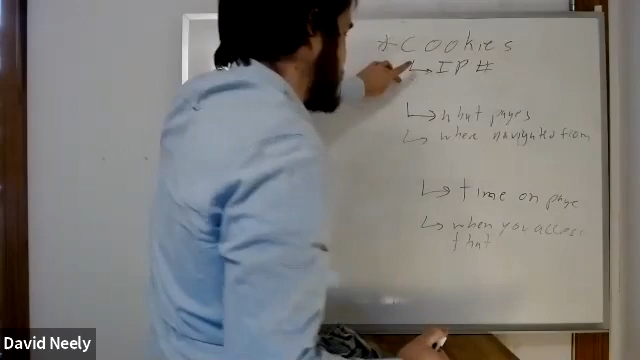 *Cookies
↳ IP #
↳ what pages
↳ where navigated from
↳ time on page
↳ when you access
that
David Neely